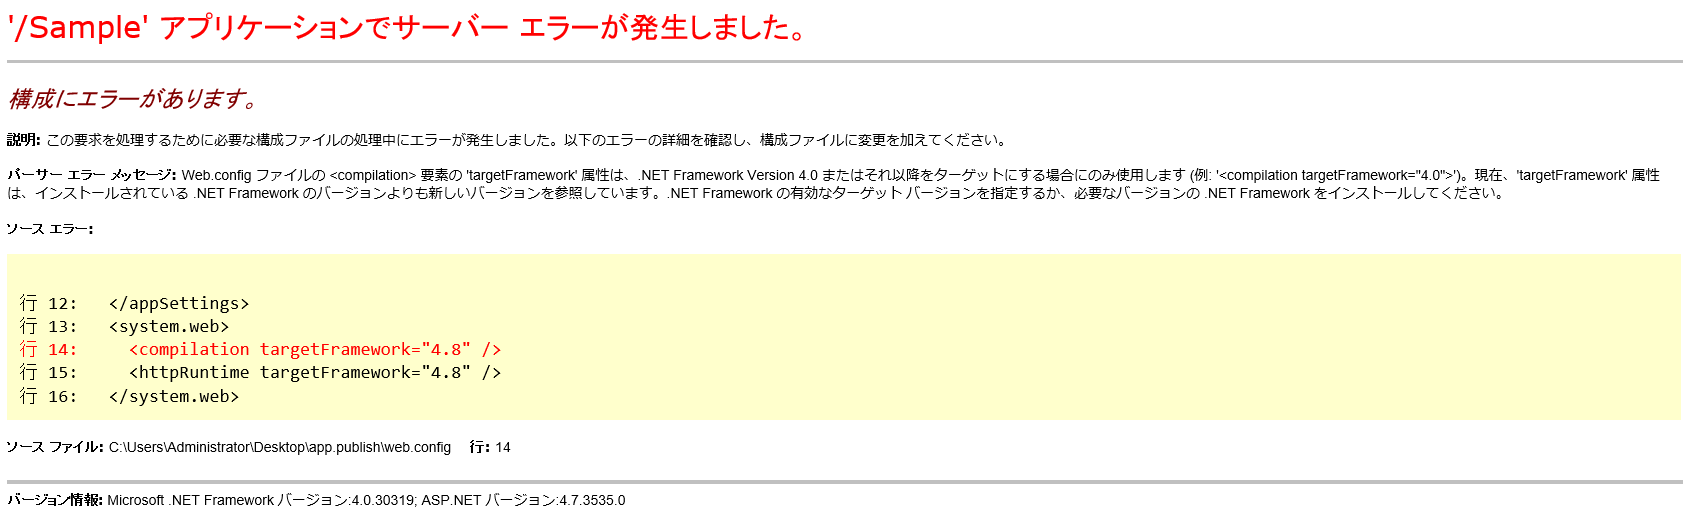 '/Sample' アプリケーションでサーバー エラーが発生しました。
構成にエラーがあります。
説明: この要求を処理するために必要な構成ファイルの処理中にエラーが発生しました。以下のエラーの詳細を確認し、構成ファイルに変更を加えてください。
パーサー エラー メッセージ: Web.config ファイルの <compilation> 要素の 'targetFramework' 属性は、.NET Framework Version 4.0 またはそれ以降をターゲットにする場合にのみ使用します (例: '<compilation targetFramework="4.0">')。現在、'targetFramework' 属性
は、インストールされている .NET Framework のバージョンよりも新しいバージョンを参照しています。.NET Framework の有効なターゲット バージョンを指定するか、必要なバージョンの .NET Framework をインストールしてください。
ソース エラー:
行 12:   </appSettings>
行 13:   <system.web>
行 14:     <compilation targetFramework="4.8" />
行 15:     <httpRuntime targetFramework="4.8" />
行 16:   </system.web>
ソース ファイル: C:\Users\Administrator\Desktop\app.publish\web.config    行: 14
バージョン情報: Microsoft .NET Framework バージョン:4.0.30319; ASP.NET バージョン:4.7.3535.0